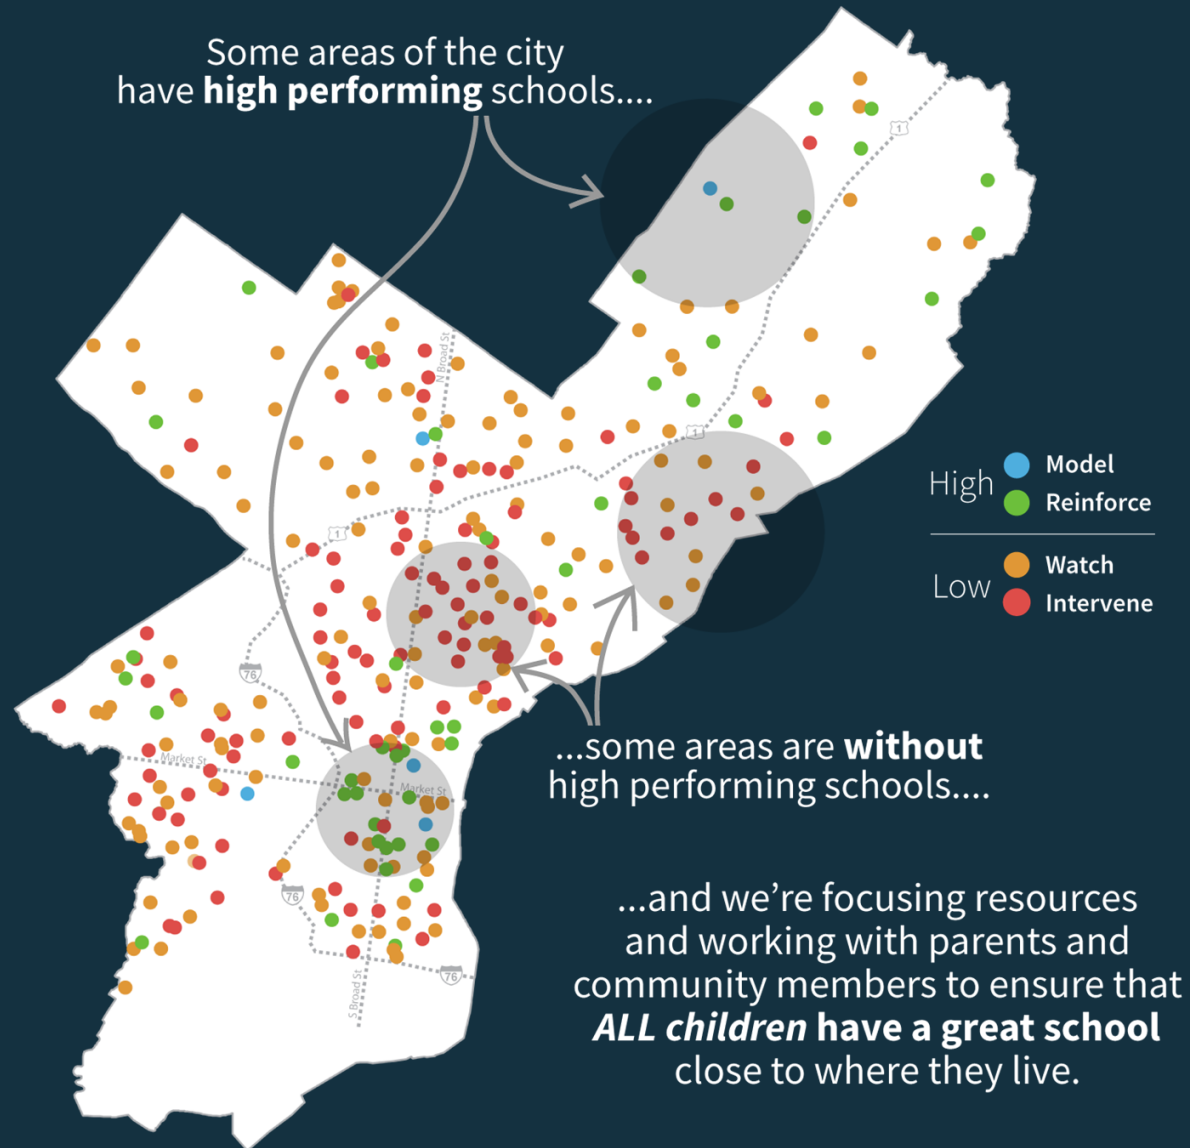 Some areas of the city
have high performing schools....
1
N Broad St
1
1
High
Model
Reinforce
Low
Watch
Intervene
76
...some areas are without
high performing schools....
Market St
Market St
76
...and we’re focusing resources
and working with parents and
community members to ensure that
ALL children have a great school
close to where they live.
76
S Broad St